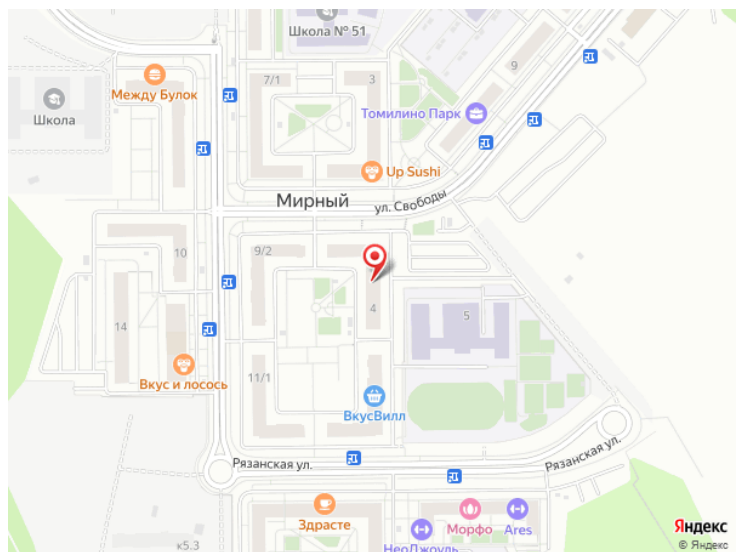 Школа № 51
7/1
3
9
Между Булок
Школа
Томилино Парк
Up Sushi
Мирный
ул. Свободы
9/2
10
4
5
14
Вкус и лосось
11/1
ВкусВилл
Рязанская ул.
Рязанская ул.
Здрасте
Морфо
Ares
НеоДжоуль
к5.3
Яндекс
© Яндекс